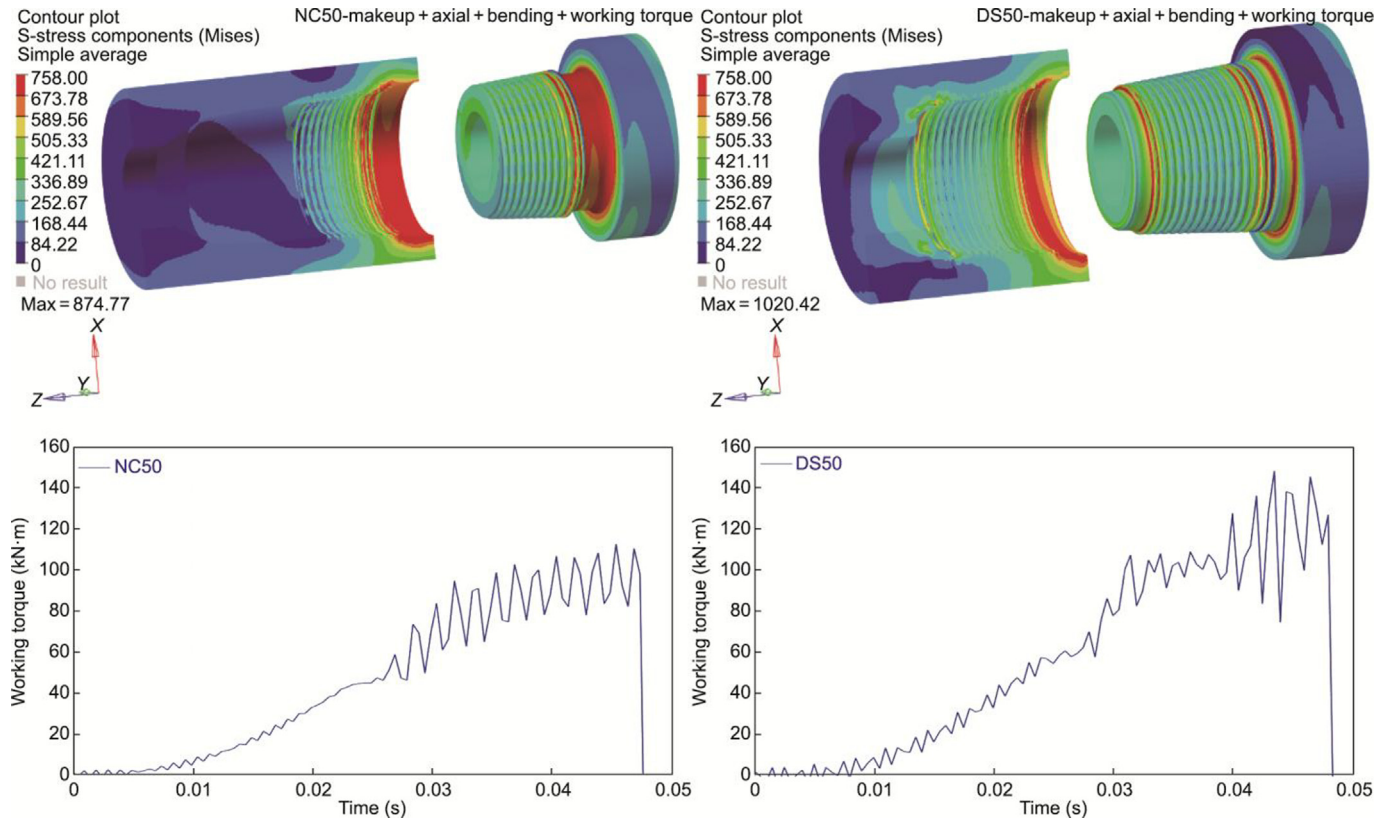 Contour plot
S-stress components (Mises)
Simple average
NC50-makeup + axial + bending + working torque
758.00
673.78
589.56
505.33
421.11
336.89
252.67
168.44
84.22
0
No result
Max = 874.77
X
Y
Z
Contour plot
S-stress components (Mises)
Simple average
DS50-makeup + axial + bending + working torque
758.00
673.78
589.56
505.33
421.11
336.89
252.67
168.44
84.22
0
No result
Max = 1020.42
X
Y
Z
160
140
120
100
80
60
40
20
0
Working torque (kN·m)
NC50
0
0.01
0.02
0.03
0.04
0.05
Time (s)
160
140
120
100
80
60
40
20
0
Working torque (kN·m)
DS50
0
0.01
0.02
0.03
0.04
0.05
Time (s)